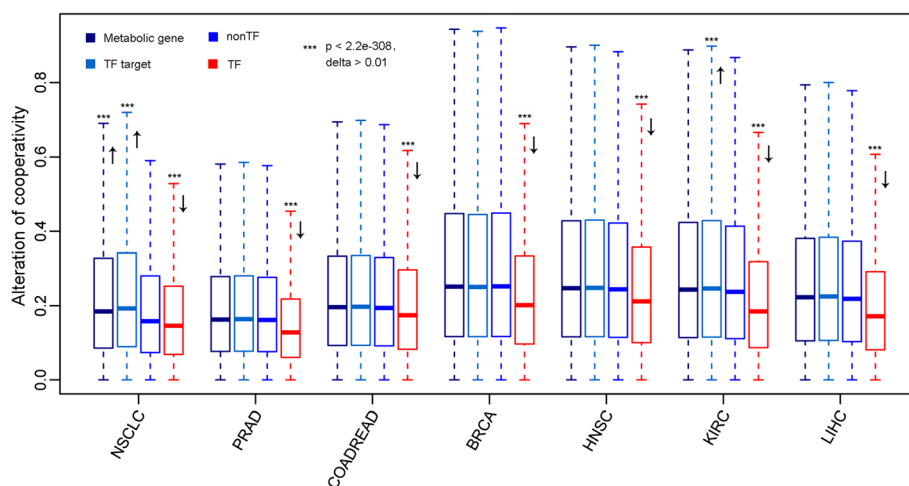 Metabolic gene
nonTF
TF target
TF
*** p < 2.2e-308,
delta > 0.01
Alteration of cooperativity
0.8
0.6
0.4
0.2
0.0
***
***
***
↑
↑
↓
***
↓
***
↓
***
↓
***
↓
***
↑
***
↓
***
↓
NSCLC
PRAD
COADREAD
BRCA
HNSC
KIRC
LIHC